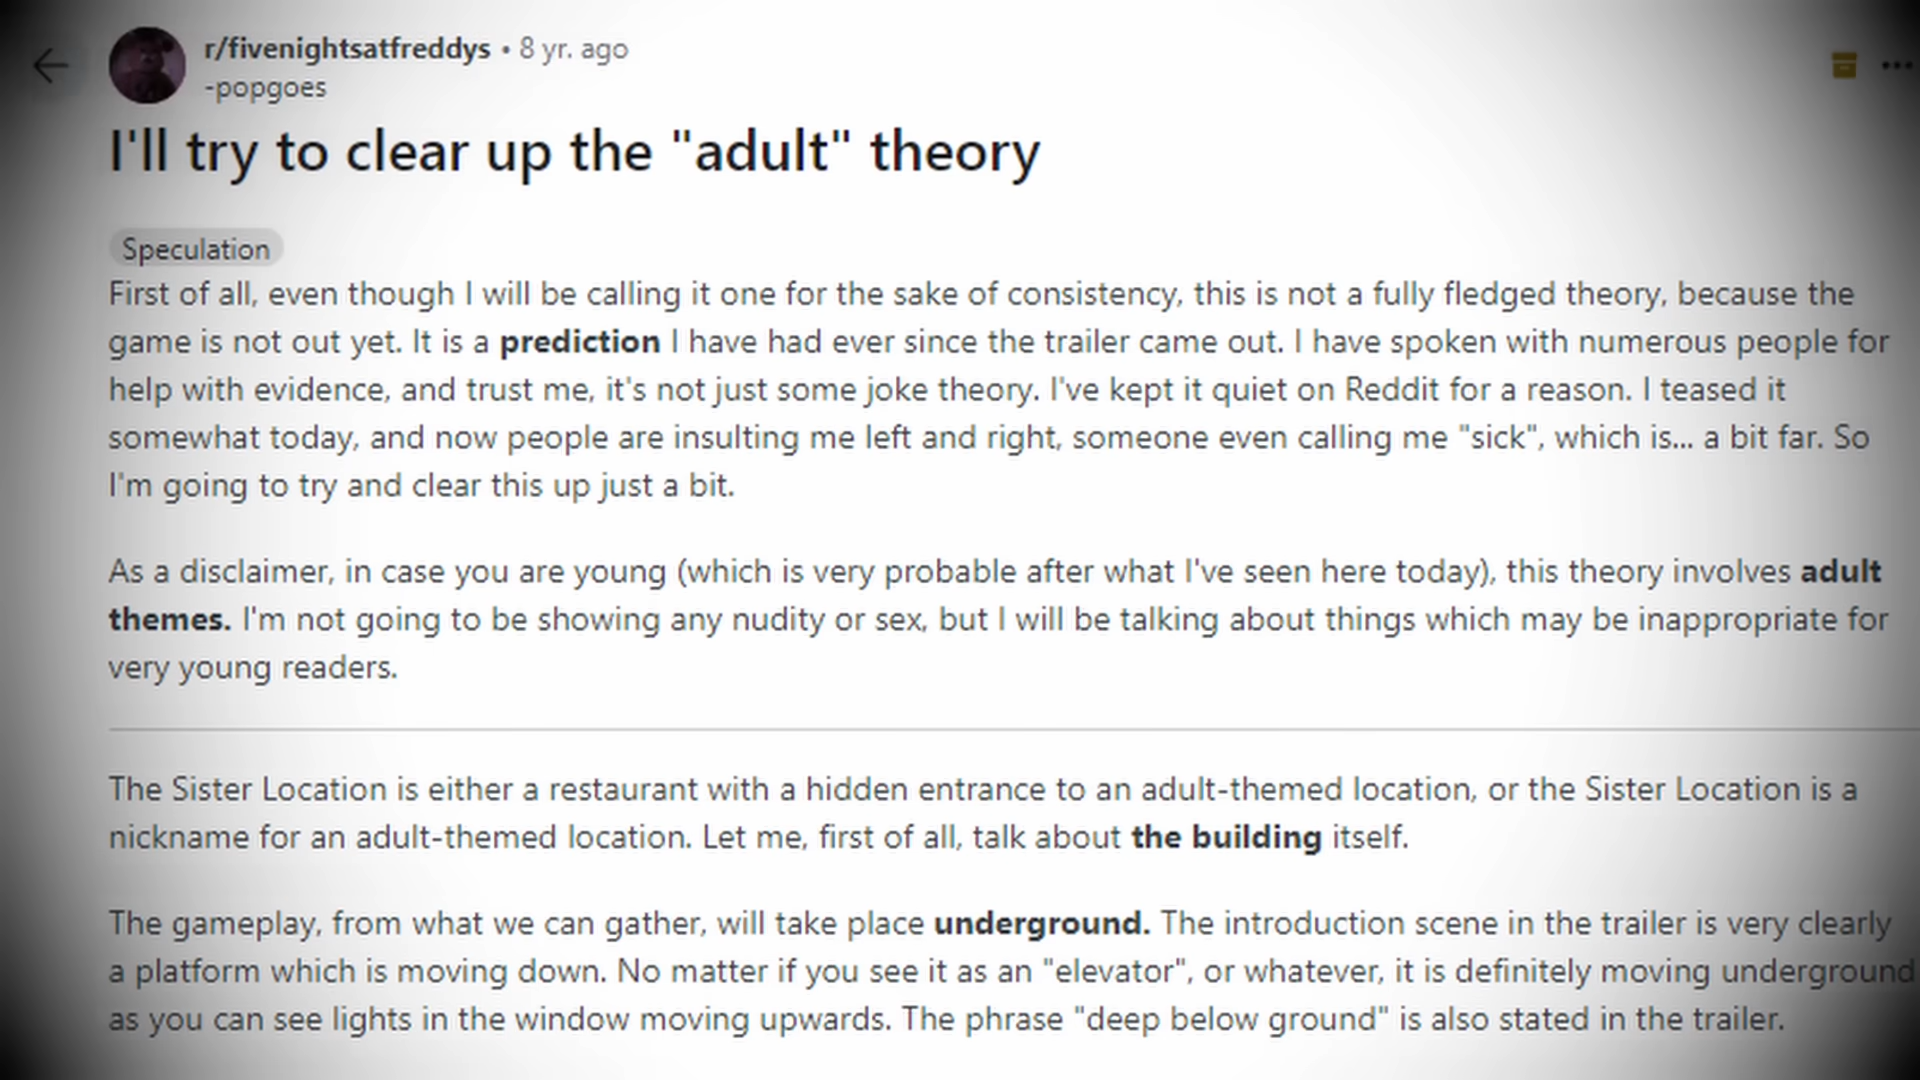 r/fivenightsatfreddys • 8 yr. ago
-popgoes
I'll try to clear up the "adult" theory
Speculation
First of all, even though I will be calling it one for the sake of consistency, this is not a fully fledged theory, because the
game is not out yet. It is a prediction I have had ever since the trailer came out. I have spoken with numerous people for
help with evidence, and trust me, it's not just some joke theory. I've kept it quiet on Reddit for a reason. I teased it
somewhat today, and now people are insulting me left and right, someone even calling me "sick", which is... a bit far. So
I'm going to try and clear this up just a bit.
As a disclaimer, in case you are young (which is very probable after what I've seen here today), this theory involves adult
themes. I'm not going to be showing any nudity or sex, but I will be talking about things which may be inappropriate for
very young readers.
The Sister Location is either a restaurant with a hidden entrance to an adult-themed location, or the Sister Location is a
nickname for an adult-themed location. Let me, first of all, talk about the building itself.
The gameplay, from what we can gather, will take place underground. The introduction scene in the trailer is very clearly
a platform which is moving down. No matter if you see it as an "elevator", or whatever, it is definitely moving underground
as you can see lights in the window moving upwards. The phrase "deep below ground" is also stated in the trailer.